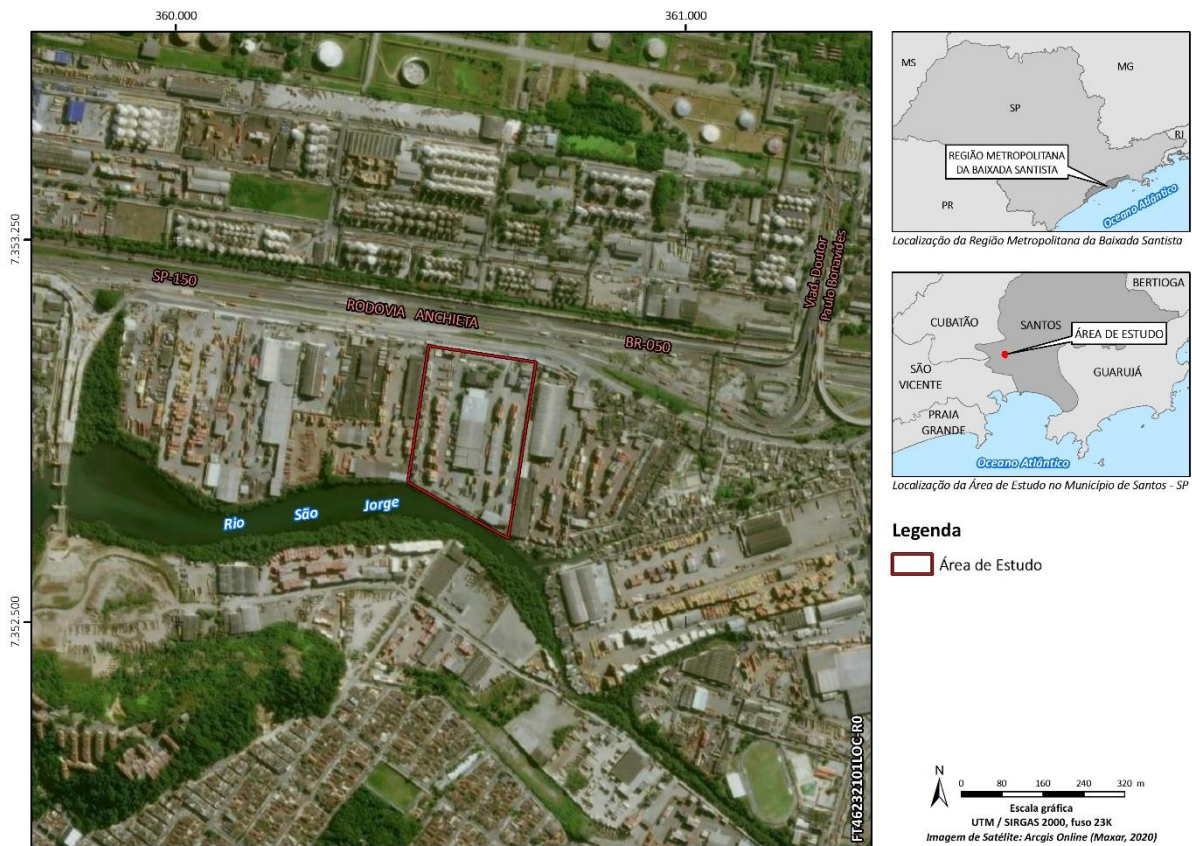 360.000
361.000
7.353.250
7.352.500
SP-150
RODOVIA ANCHIETA
BR-050
Viad. Doutor
Paulo Bonavides
Rio São Jorge
FT46232101LOC-R0
MS
MG
SP
RJ
REGIÃO METROPOLITANA
DA BAIXADA SANTISTA
PR
Oceano Atlântico
Localização da Região Metropolitana da Baixada Santista
BERTIOGA
CUBATÃO
SANTOS
ÁREA DE ESTUDO
SÃO
VICENTE
GUARUJÁ
PRAIA
GRANDE
Oceano Atlântico
Localização da Área de Estudo no Município de Santos - SP
Legenda
Área de Estudo
N
0 80 160 240 320 m
Escala gráfica
UTM / SIRGAS 2000, fuso 23K
Imagem de Satélite: Arcgis Online (Maxar, 2020)